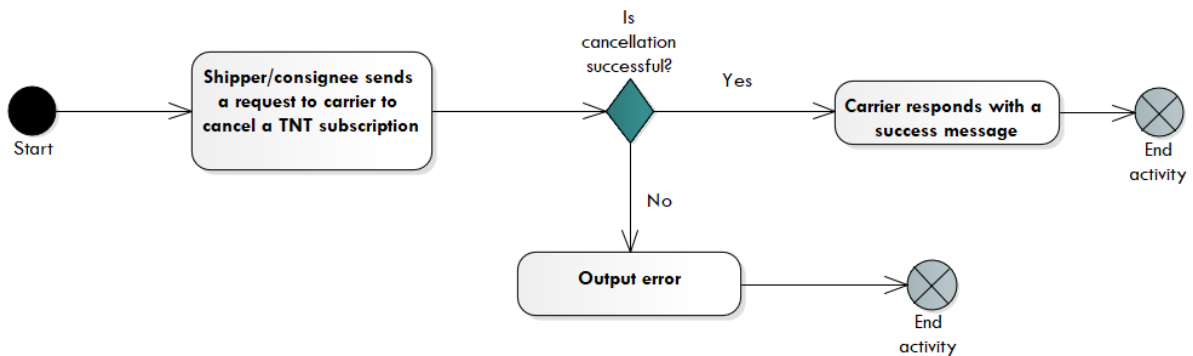 Is
cancellation
successful?
Shipper/consignee sends
a request to carrier to
cancel a TNT subscription
Yes
Carrier responds with a
success message
Start
End
activity
No
Output error
End
activity